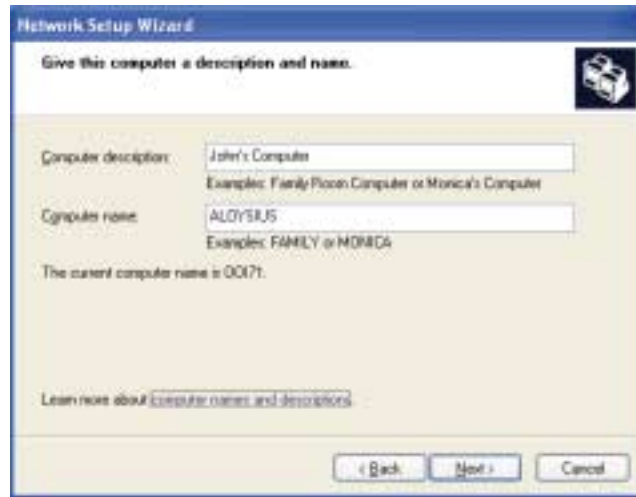 Network Setup Wizard
Give this computer a description and name.
Computer description: John's Computer
Examples: Family Room Computer or Monica's Computer
Computer name: ALOYSIUS
Examples: FAMILY or MONICA
The current computer name is
Learn more about computer names and descriptions.
< Back Next > Cancel